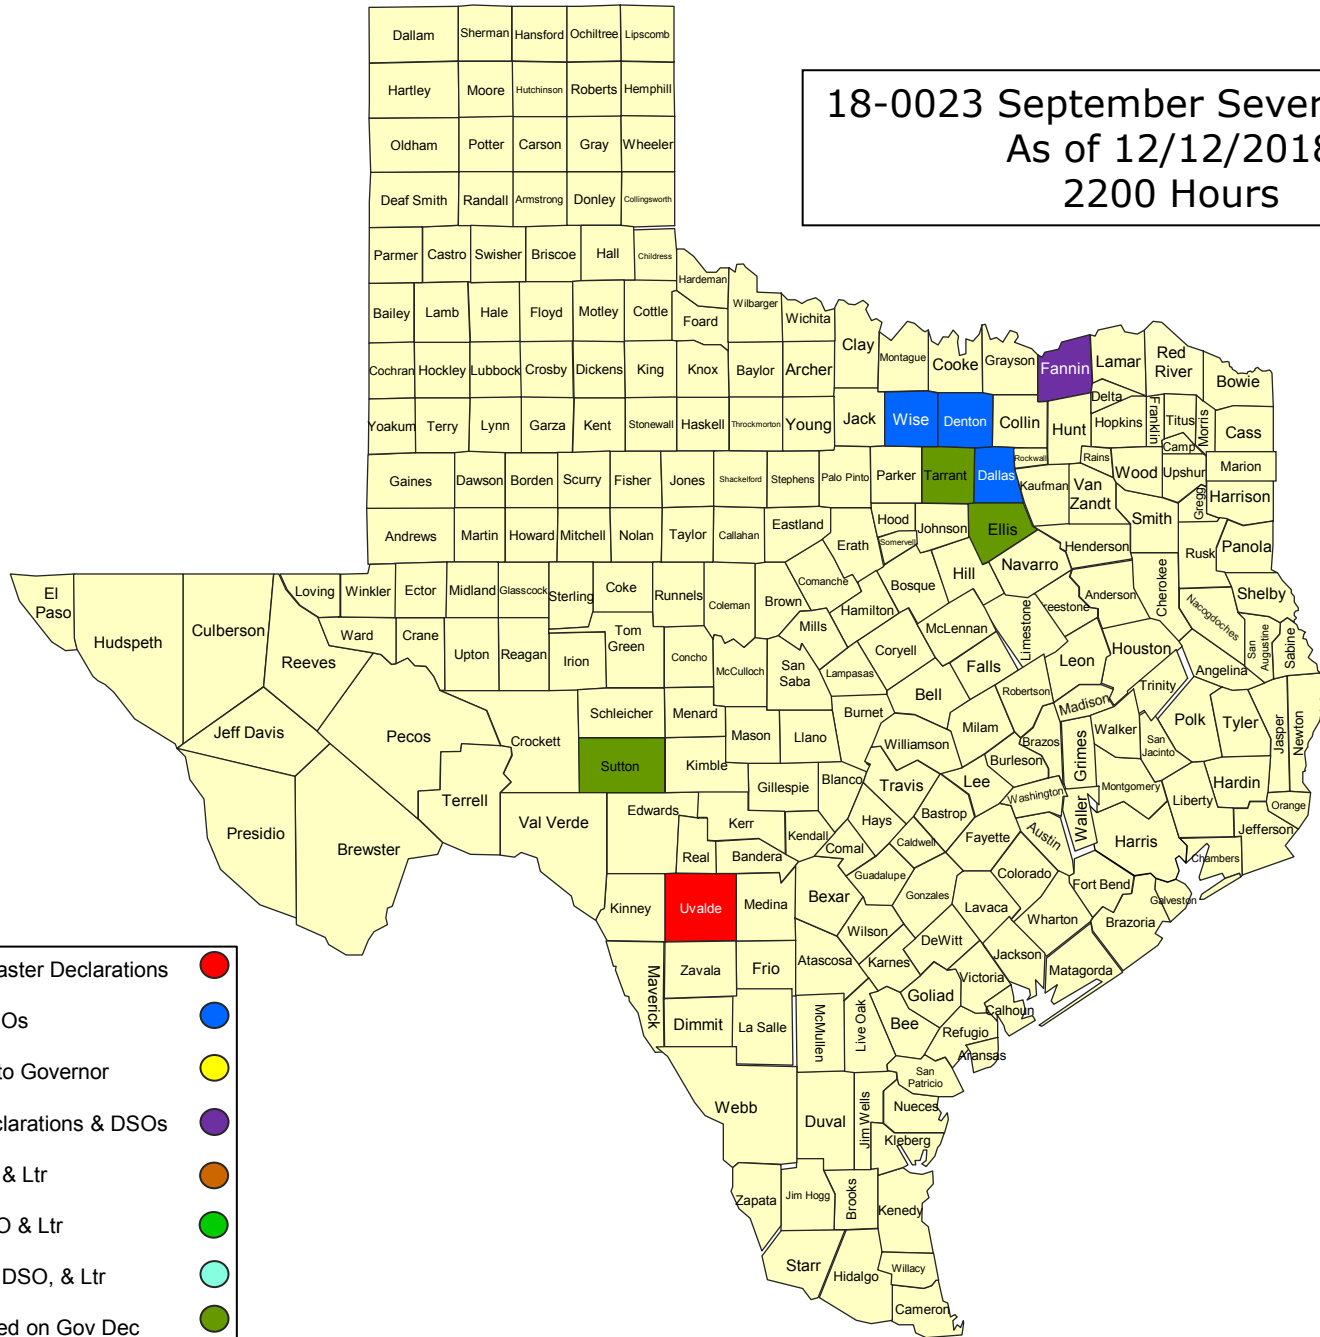 18-0023 September Sever
As of 12/12/2018
2200 Hours
Dallam Sherman Hansford Ochiltree Lipscomb
Hartley Moore Hutchinson Roberts Hemphill
Oldham Potter Carson Gray Wheeler
Deaf Smith Randall Armstrong Donley Collingsworth
Parmer Castro Swisher Briscoe Hall Childress
Hardeman
Bailey Lamb Hale Floyd Motley Cottle Foard Wilbarger Wichita
Clay Montague Cooke Grayson Fannin Lamar Red
River Bowie
Cochran Hockley Lubbock Crosby Dickens King Knox Baylor Archer
Delta
Yoakum Terry Lynn Garza Kent Stonewall Haskell Throckmorton Young Jack Wise Denton Collin Hunt Hopkins Franklin Titus Morris Cass
Camp
Gaines Dawson Borden Scurry Fisher Jones Shackelford Stephens Palo Pinto Parker Tarrant Dallas Rockwall Kaufman Rains Van
Zandt Wood Upshur Marion
Gregg Harrison
Andrews Martin Howard Mitchell Nolan Taylor Callahan Eastland Erath Hood Somervell Johnson Ellis Henderson Smith Rusk Panola
El
Paso Hudspeth Culberson Loving Winkler Ector Midland Glasscock Sterling Coke Runnels Coleman Brown Comanche Hamilton Bosque Hill Navarro Anderson Cherokee Nacogdoches Shelby
Reeves Ward Crane Upton Reagan Irion Tom
Green Concho McCulloch San
Saba Mills Lampasas Coryell McLennan Limestone reestone Leon Houston Angelina San
Augustine Sabine
Jeff Davis Pecos Crockett Schleicher Menard Mason Llano Burnet Bell Falls Robertson Madison Trinity
Milam Brazos Grimes Walker San
Jacinto Polk Tyler Jasper Newton
Terrell Sutton Kimble Gillespie Blanco Williamson Travis Lee Burleson Washington Waller Montgomery Liberty Hardin Orange
Presidio Brewster Val Verde Edwards Kerr Kendall Hays Bastrop Caldwell Fayette Austin Harris Chambers Jefferson
Real Bandera Comal Guadalupe Gonzales Colorado Fort Bend Galveston
Kinney Uvalde Medina Bexar Wilson Lavaca Wharton Brazoria
Maverick Zavala Frio Atascosa Karnes DeWitt Jackson Matagorda
Dimmit La Salle McMullen Live Oak Bee Goliad Victoria Calhoun
Refugio
Aransas
San
Patricio
Webb Duval Jim Wells Nueces
Kleberg
Zapata Jim Hogg Brooks Kenedy
Starr Hidalgo Willacy
Cameron
aster Declarations
Os
to Governor
clarations & DSOs
& Ltr
O & Ltr
DSO, & Ltr
ed on Gov Dec